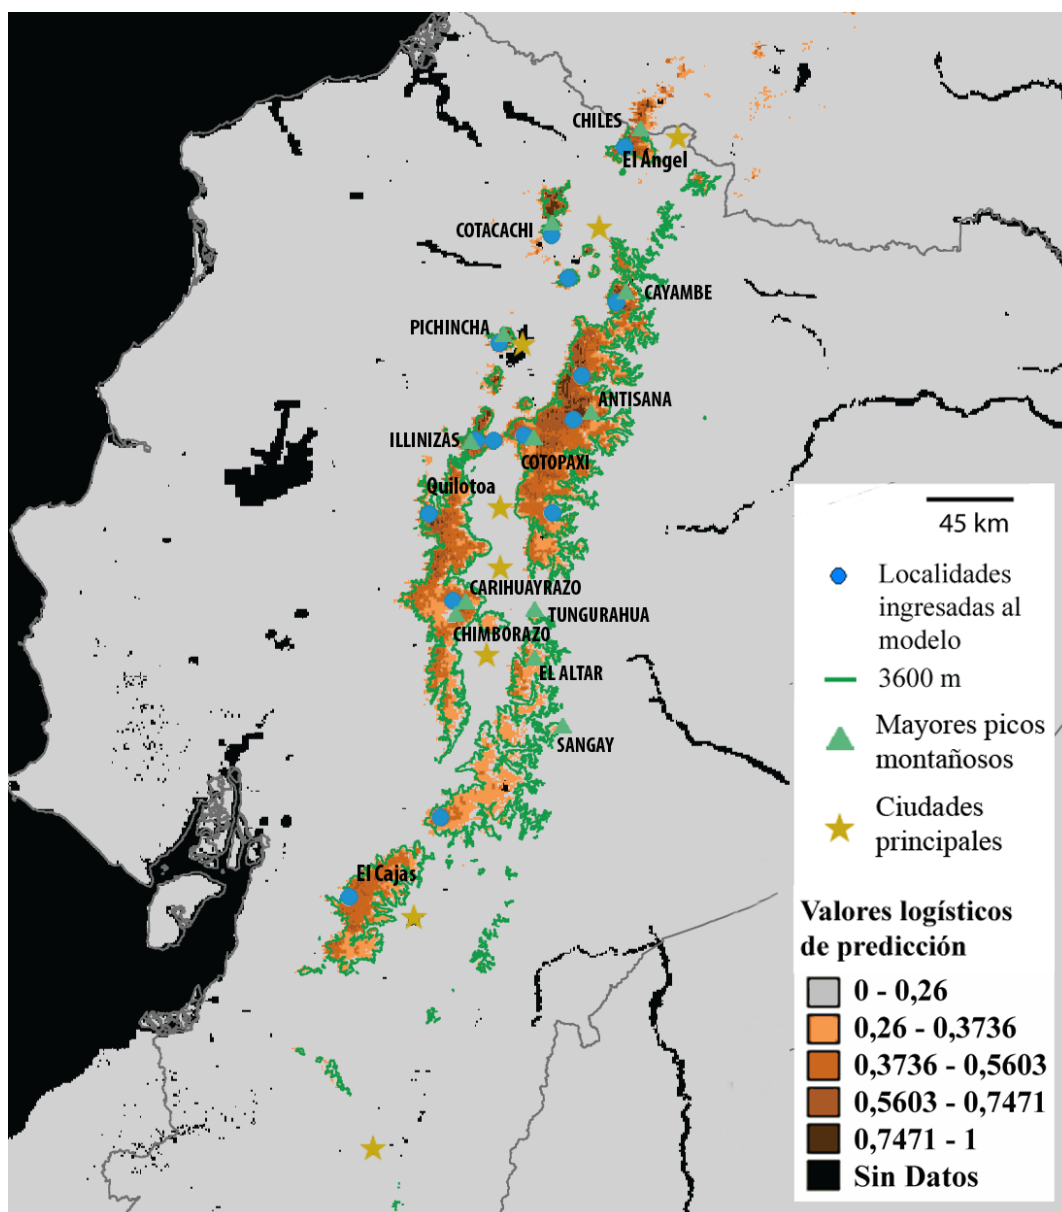 CHILES
El Ángel
COTACACHI
CAYAMBE
PICHINCHA
ANTISANA
ILLINIZAS
COTOPAXI
Quilotoa
CARIHUAYRAZO
TUNGURAHUA
CHIMBORAZO
EL ALTAR
SANGAY
El Cajas
45 km
Localidades
ingresadas al
modelo
3600 m
Mayores picos
montañosos
Ciudades
principales
Valores logísticos
de predicción
0 - 0,26
0,26 - 0,3736
0,3736 - 0,5603
0,5603 - 0,7471
0,7471 - 1
Sin Datos